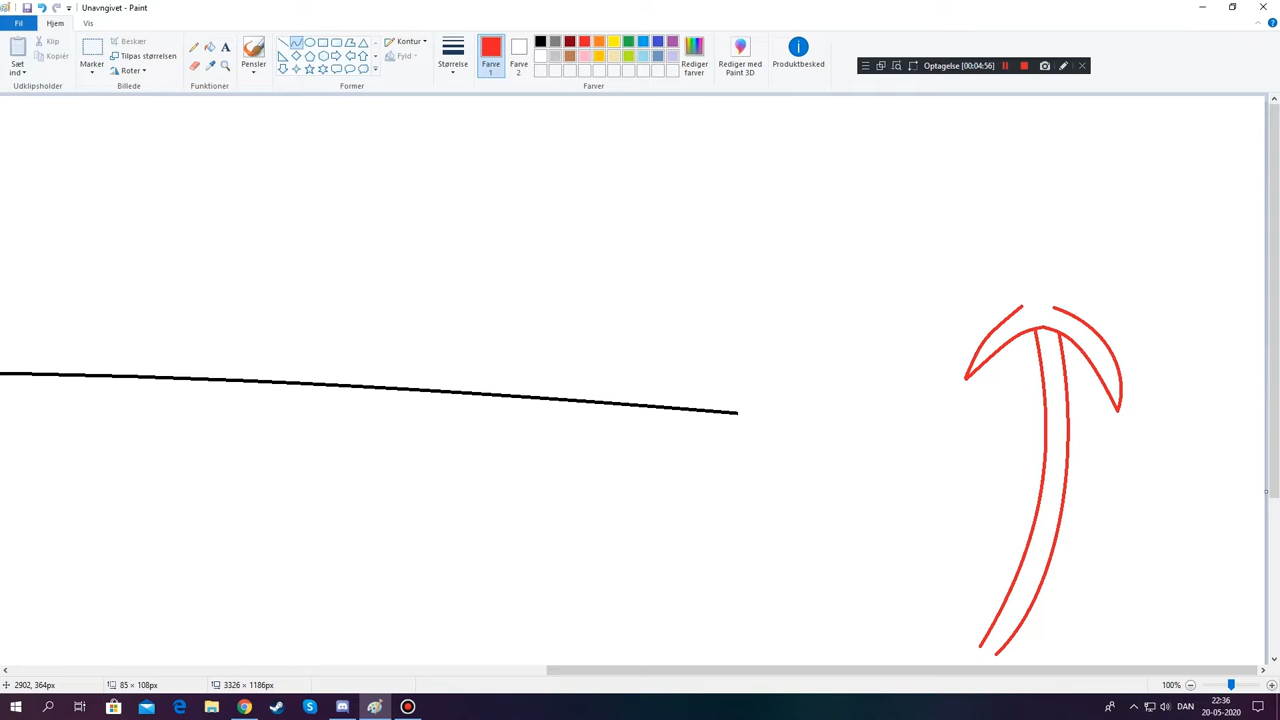 Unavngivet - Paint
Fil Hjem Vis
Sæt ind
Klip
Kopiér
Udklipsholder
Marker
Beskær
Tilpas størrelse
Roter
Billede
A
Funktioner
Pensler
Kontur
Fyld
Former
Størrelse
Farve 1
Farve 2
Rediger farver
Farver
Rediger med Paint 3D
Produktbesked
Optagelse [00:04:56]
2902, 364px
85 × 108px
3326 × 1186px
100%
DAN
22:36
20-05-2020